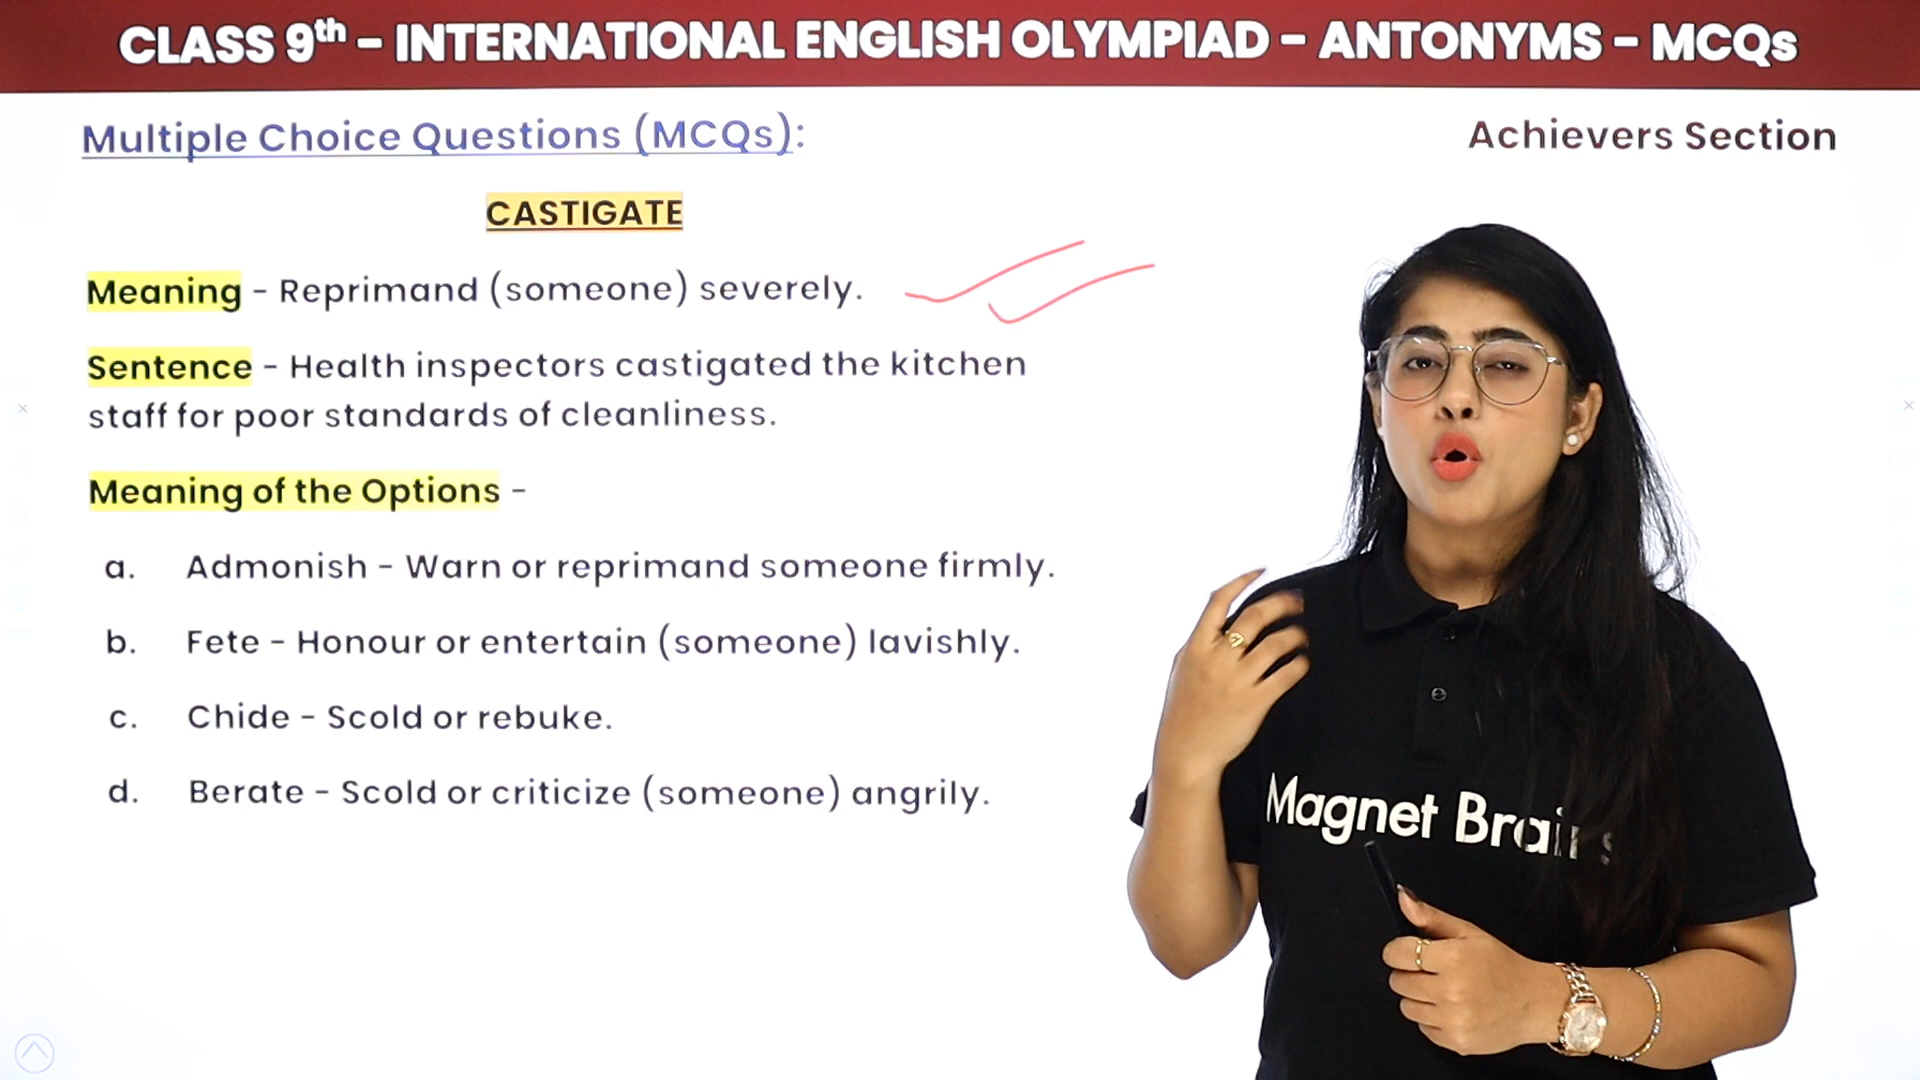 CLASS 9th - INTERNATIONAL ENGLISH OLYMPIAD - ANTONYMS - MCQs
Multiple Choice Questions (MCQs):
Achievers Section
CASTIGATE
Meaning - Reprimand (someone) severely.
Sentence - Health inspectors castigated the kitchen
staff for poor standards of cleanliness.
Meaning of the Options -
a. Admonish - Warn or reprimand someone firmly.
b. Fete - Honour or entertain (someone) lavishly.
c. Chide - Scold or rebuke.
d. Berate - Scold or criticize (someone) angrily.
Magnet Brains